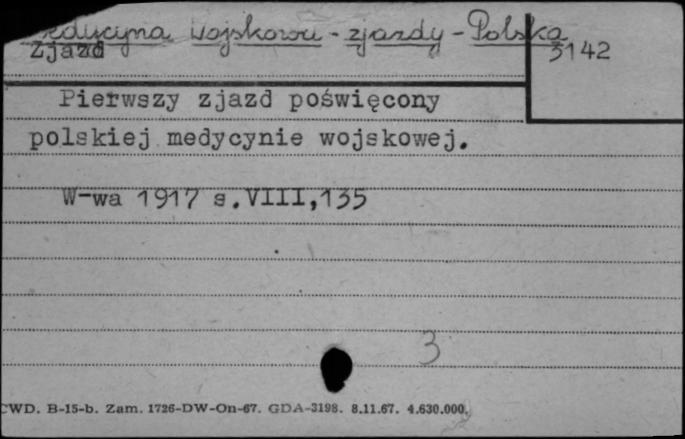 Medycyna wojskowa - zjazdy - Polska
Zjazd
3142
Pierwszy zjazd poświęcony
polskiej medycynie wojskowej.
W-wa 1917 s.VIII,135
3
CWD. B-15-b. Zam. 1726-DW-On-67. GDA-3198. 8.11.67. 4.630.000.